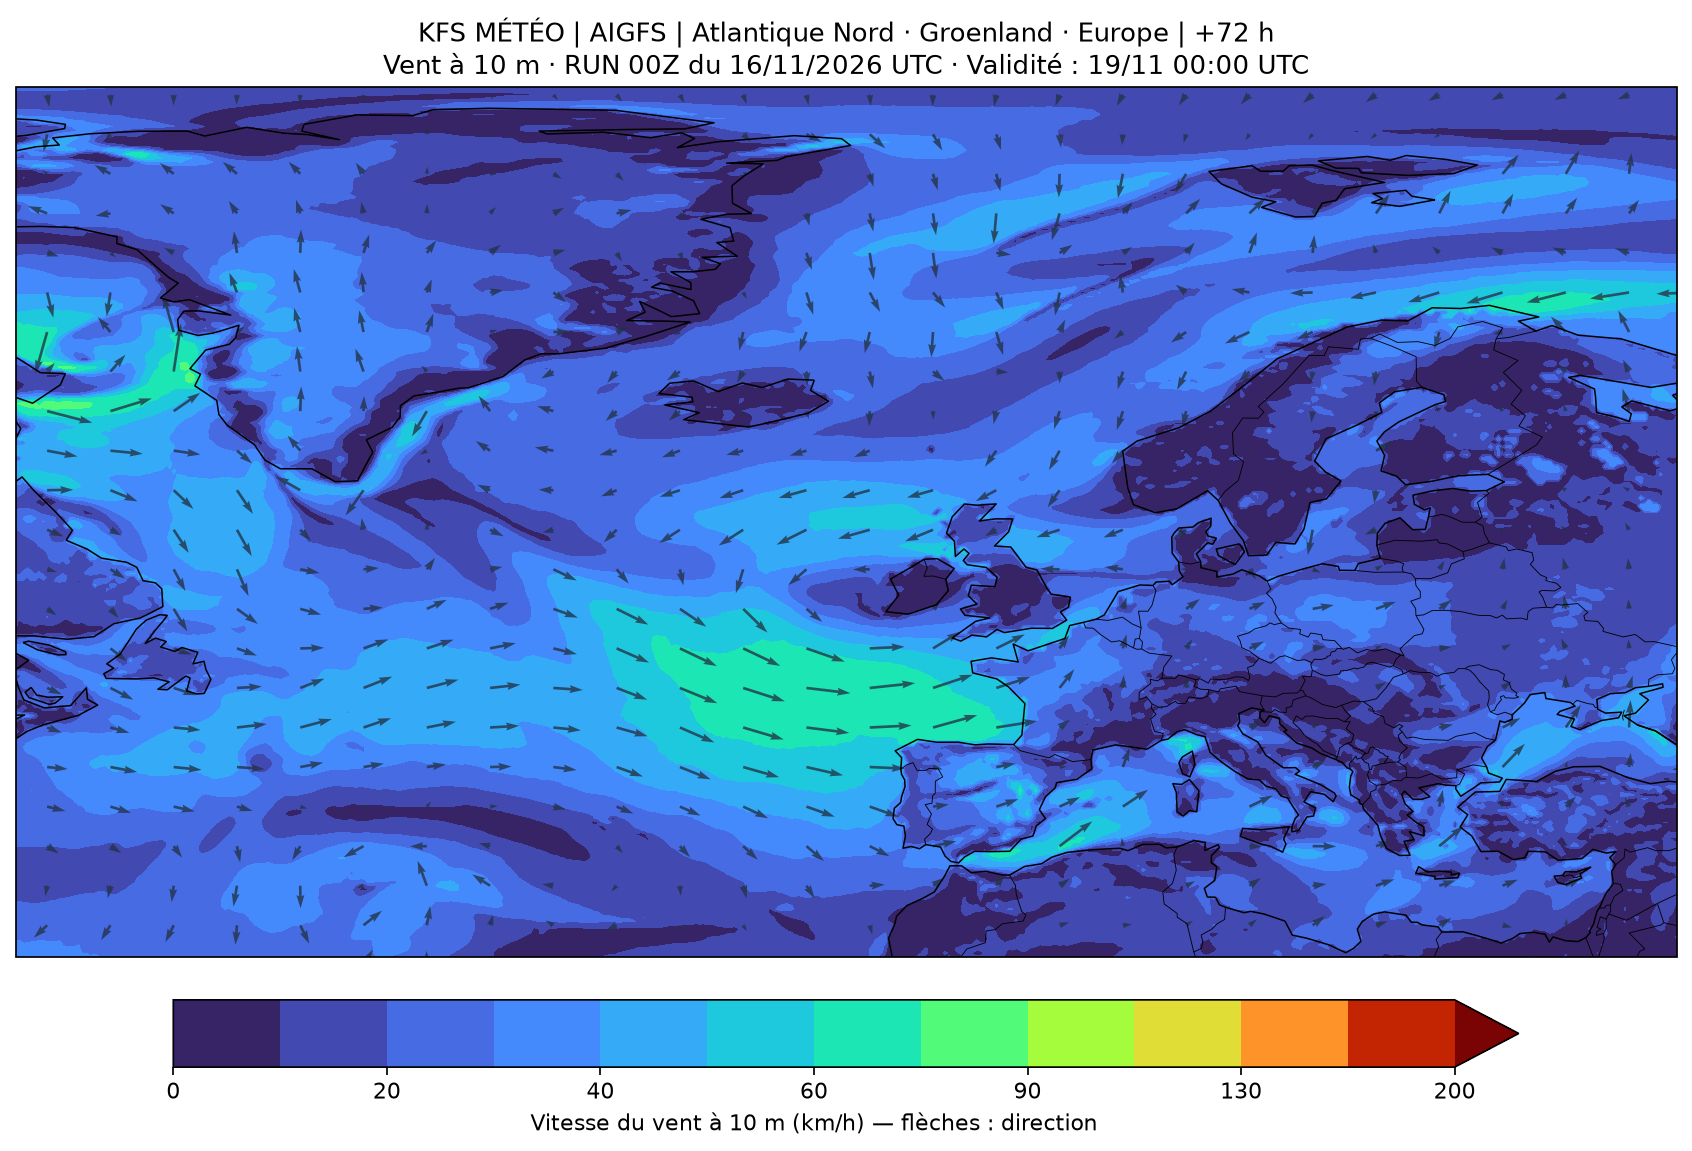 KFS MÉTÉO | AIGFS | Atlantique Nord · Groenland · Europe | +72 h
Vent à 10 m · RUN 00Z du 16/11/2026 UTC · Validité : 19/11 00:00 UTC
0 20 40 60 90 130 200
Vitesse du vent à 10 m (km/h) — flèches : direction